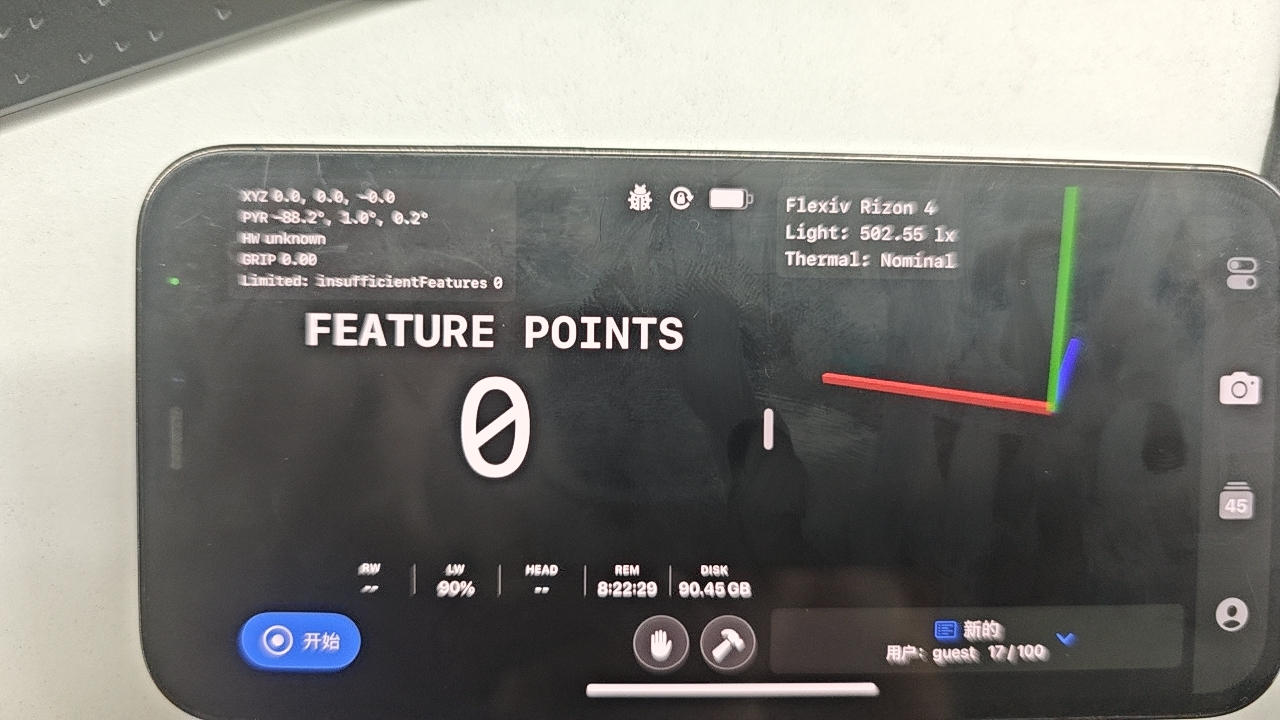 XYZ 0.0, 0.0, -0.0
PYR -88.2°, 1.0°, 0.2°
HW unknown
GRIP 0.00
Limited: insufficientFeatures 0
Flexiv Rizon 4
Light: 502.55 lx
Thermal: Nominal
FEATURE POINTS
0
45
RW
--
LW
90%
HEAD
--
REM
8:22:29
DISK
90.45 GB
开始
新的
用户: guest 17/100